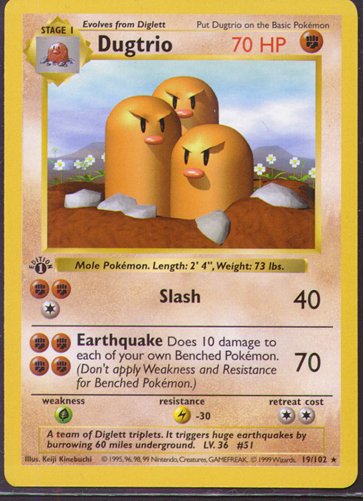 Evolves from Diglett
Put Dugtrio on the Basic Pokémon
STAGE 1
Dugtrio
70 HP
EDITION
1
Mole Pokémon. Length: 2' 4", Weight: 73 lbs.
Slash 40
Earthquake Does 10 damage to
each of your own Benched Pokémon.
(Don't apply Weakness and Resistance
for Benched Pokémon.)
70
weakness
resistance
retreat cost
-30
A team of Diglett triplets. It triggers huge earthquakes by
burrowing 60 miles underground. LV. 36 #51
Illus. Keiji Kinebuchi
©1995, 96, 98, 99 Nintendo, Creatures, GAMEFREAK. ©1999 Wizards.
19/102 ★